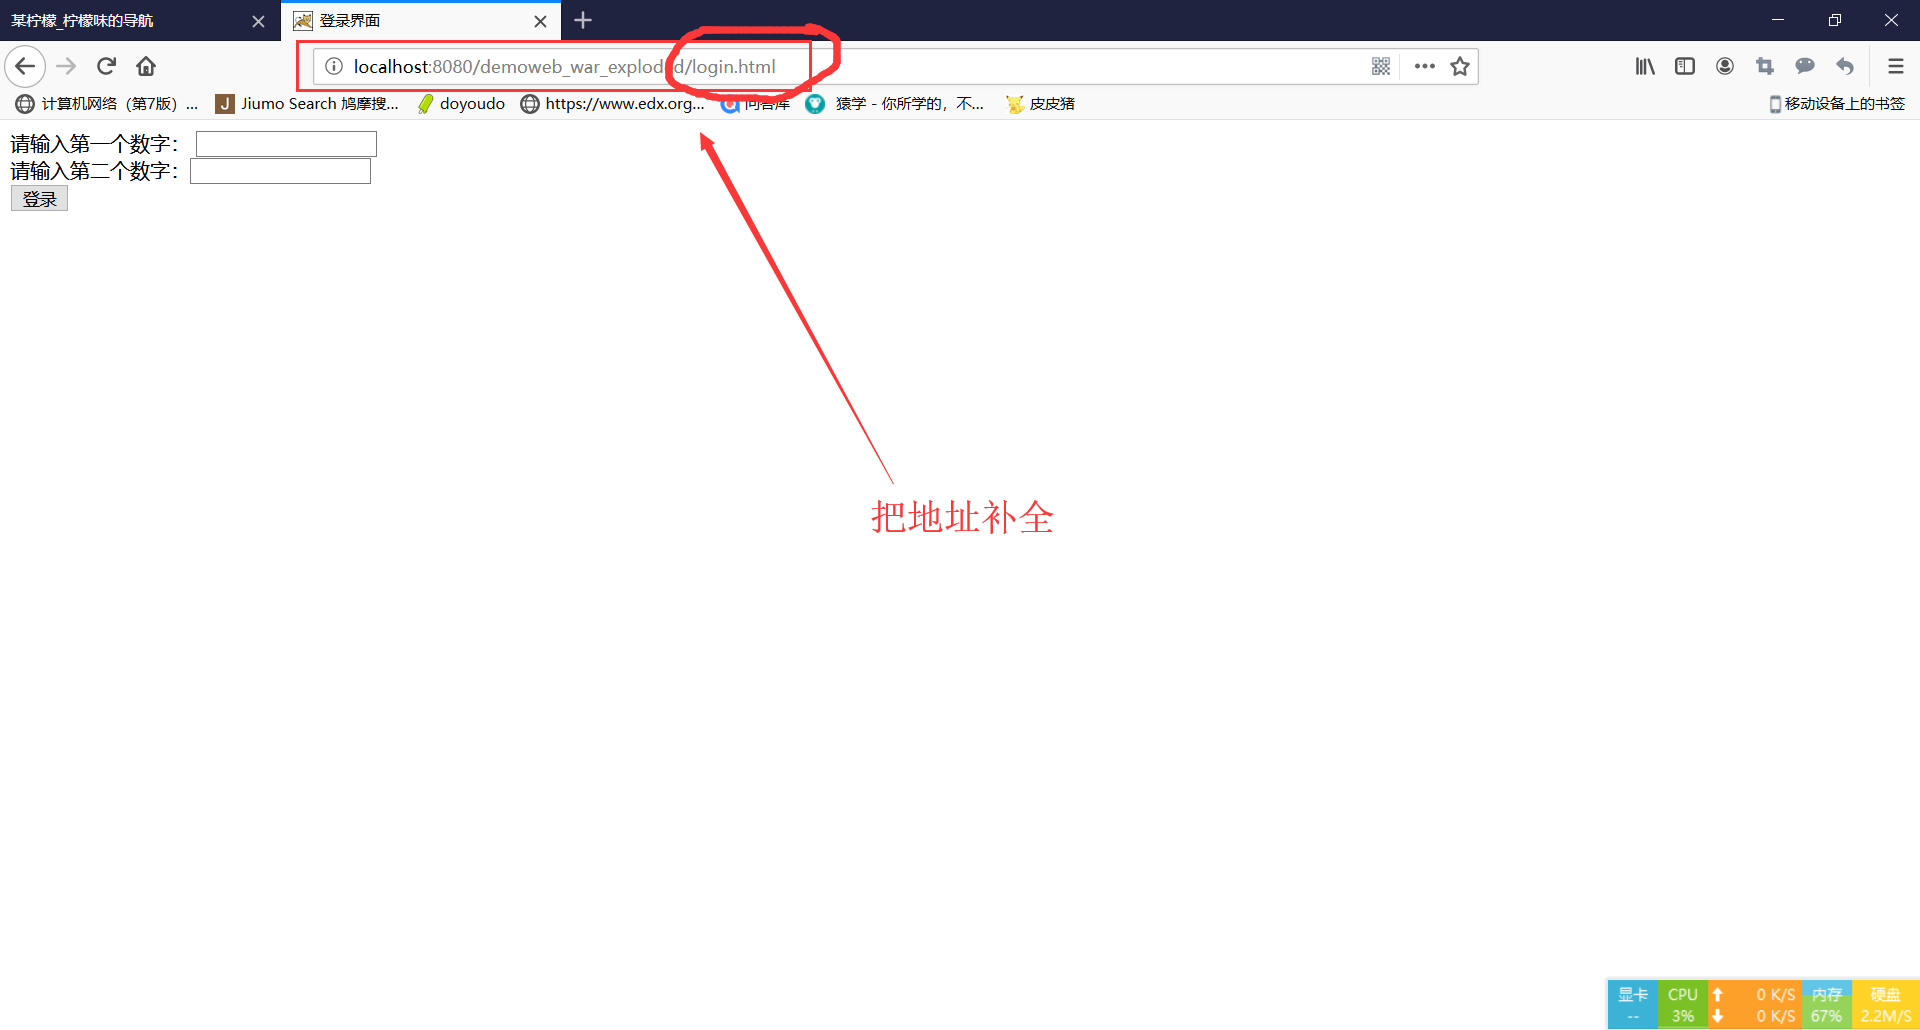 某柠檬_柠檬味的导航
登录界面
localhost:8080/demoweb_war_exploded/login.html
计算机网络（第7版）...
Jiumo Search 鸠摩搜...
doyoudo
https://www.edx.org...
问答库
猿学 - 你所学的，不...
皮皮猪
移动设备上的书签
请输入第一个数字：
请输入第二个数字：
登录
把地址补全
显卡 CPU 0 K/S 内存 硬盘
-- 3% 0 K/S 67% 2.2M/S